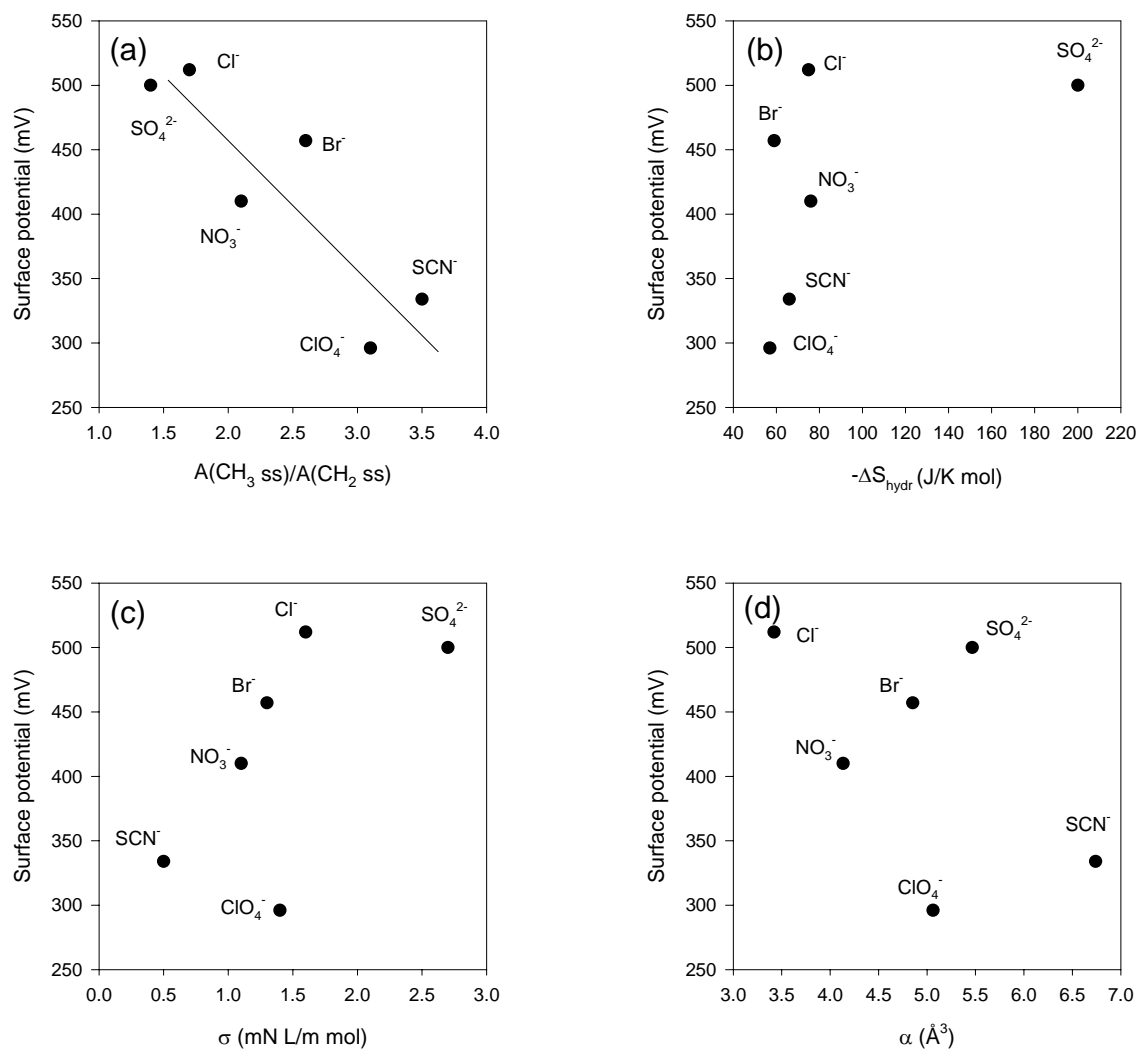 (a)
Surface potential (mV)
550
500
450
400
350
300
250
Cl⁻
SO₄²⁻
Br⁻
NO₃⁻
SCN⁻
ClO₄⁻
1.0 1.5 2.0 2.5 3.0 3.5 4.0
A(CH₃ ss)/A(CH₂ ss)
(b)
Surface potential (mV)
550
500
450
400
350
300
250
SO₄²⁻
Cl⁻
Br⁻
NO₃⁻
SCN⁻
ClO₄⁻
40 60 80 100 120 140 160 180 200 220
-ΔS_hydr (J/K mol)
(c)
Surface potential (mV)
550
500
450
400
350
300
250
Cl⁻
SO₄²⁻
Br⁻
NO₃⁻
SCN⁻
ClO₄⁻
0.0 0.5 1.0 1.5 2.0 2.5 3.0
σ (mN L/m mol)
(d)
Surface potential (mV)
550
500
450
400
350
300
250
Cl⁻
SO₄²⁻
Br⁻
NO₃⁻
SCN⁻
ClO₄⁻
3.0 3.5 4.0 4.5 5.0 5.5 6.0 6.5 7.0
α (Å³)